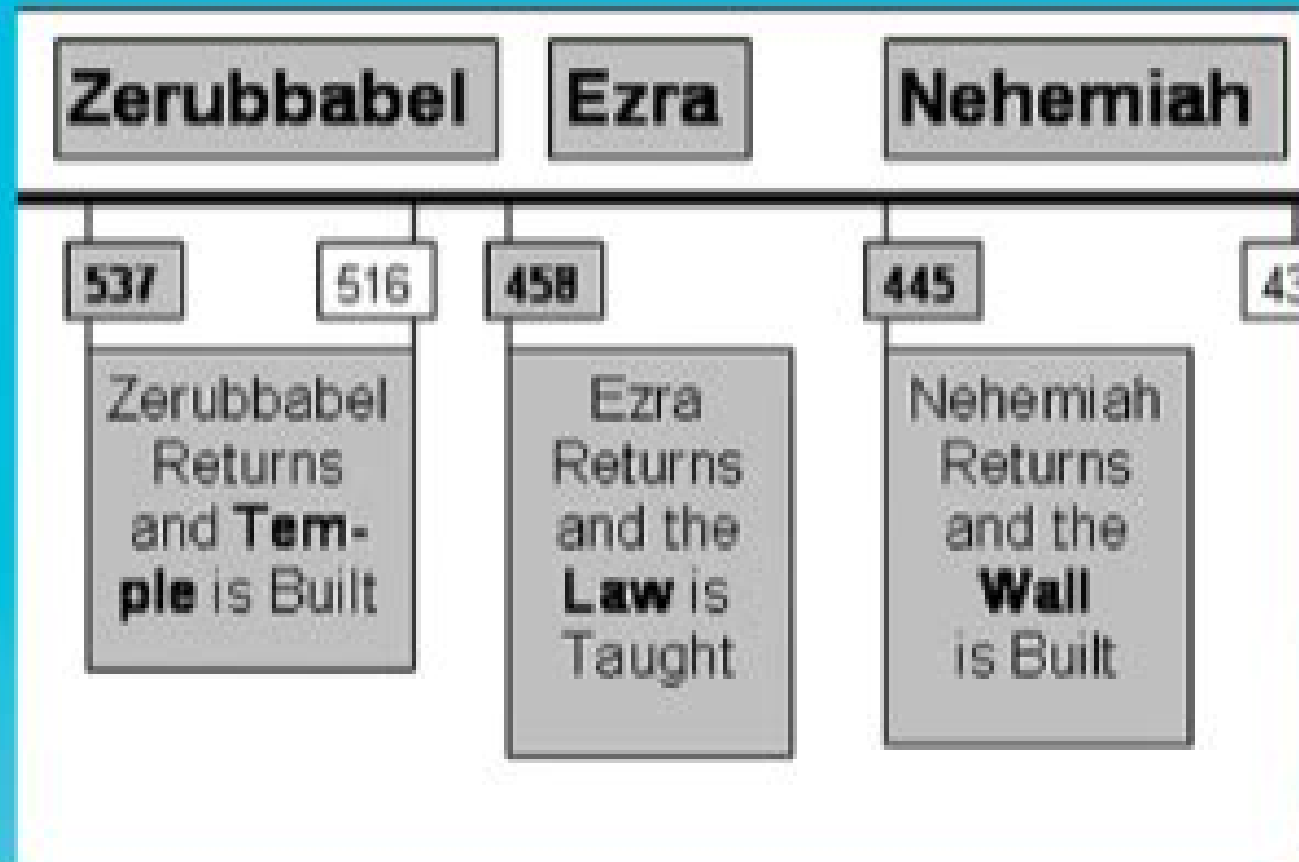 Zerubbabel
Ezra
Nehemiah
537
516
458
445
43
Zerubbabel
Returns
and Tem-
ple is Built
Ezra
Returns
and the
Law is
Taught
Nehemiah
Returns
and the
Wall
is Built